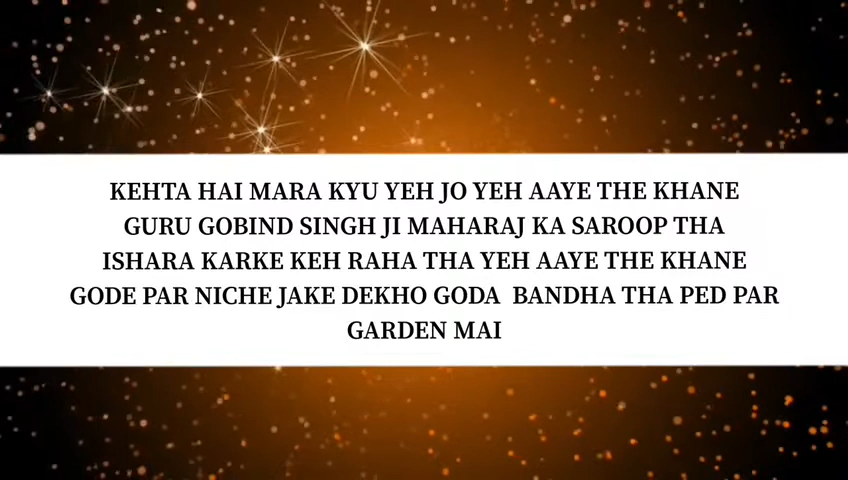 KEHTA HAI MARA KYU YEH JO YEH AAYE THE KHANE
GURU GOBIND SINGH JI MAHARAJ KA SAROOP THA
ISHARA KARKE KEH RAHA THA YEH AAYE THE KHANE
GODE PAR NICHE JAKE DEKHO GODA  BANDHA THA PED PAR
GARDEN MAI